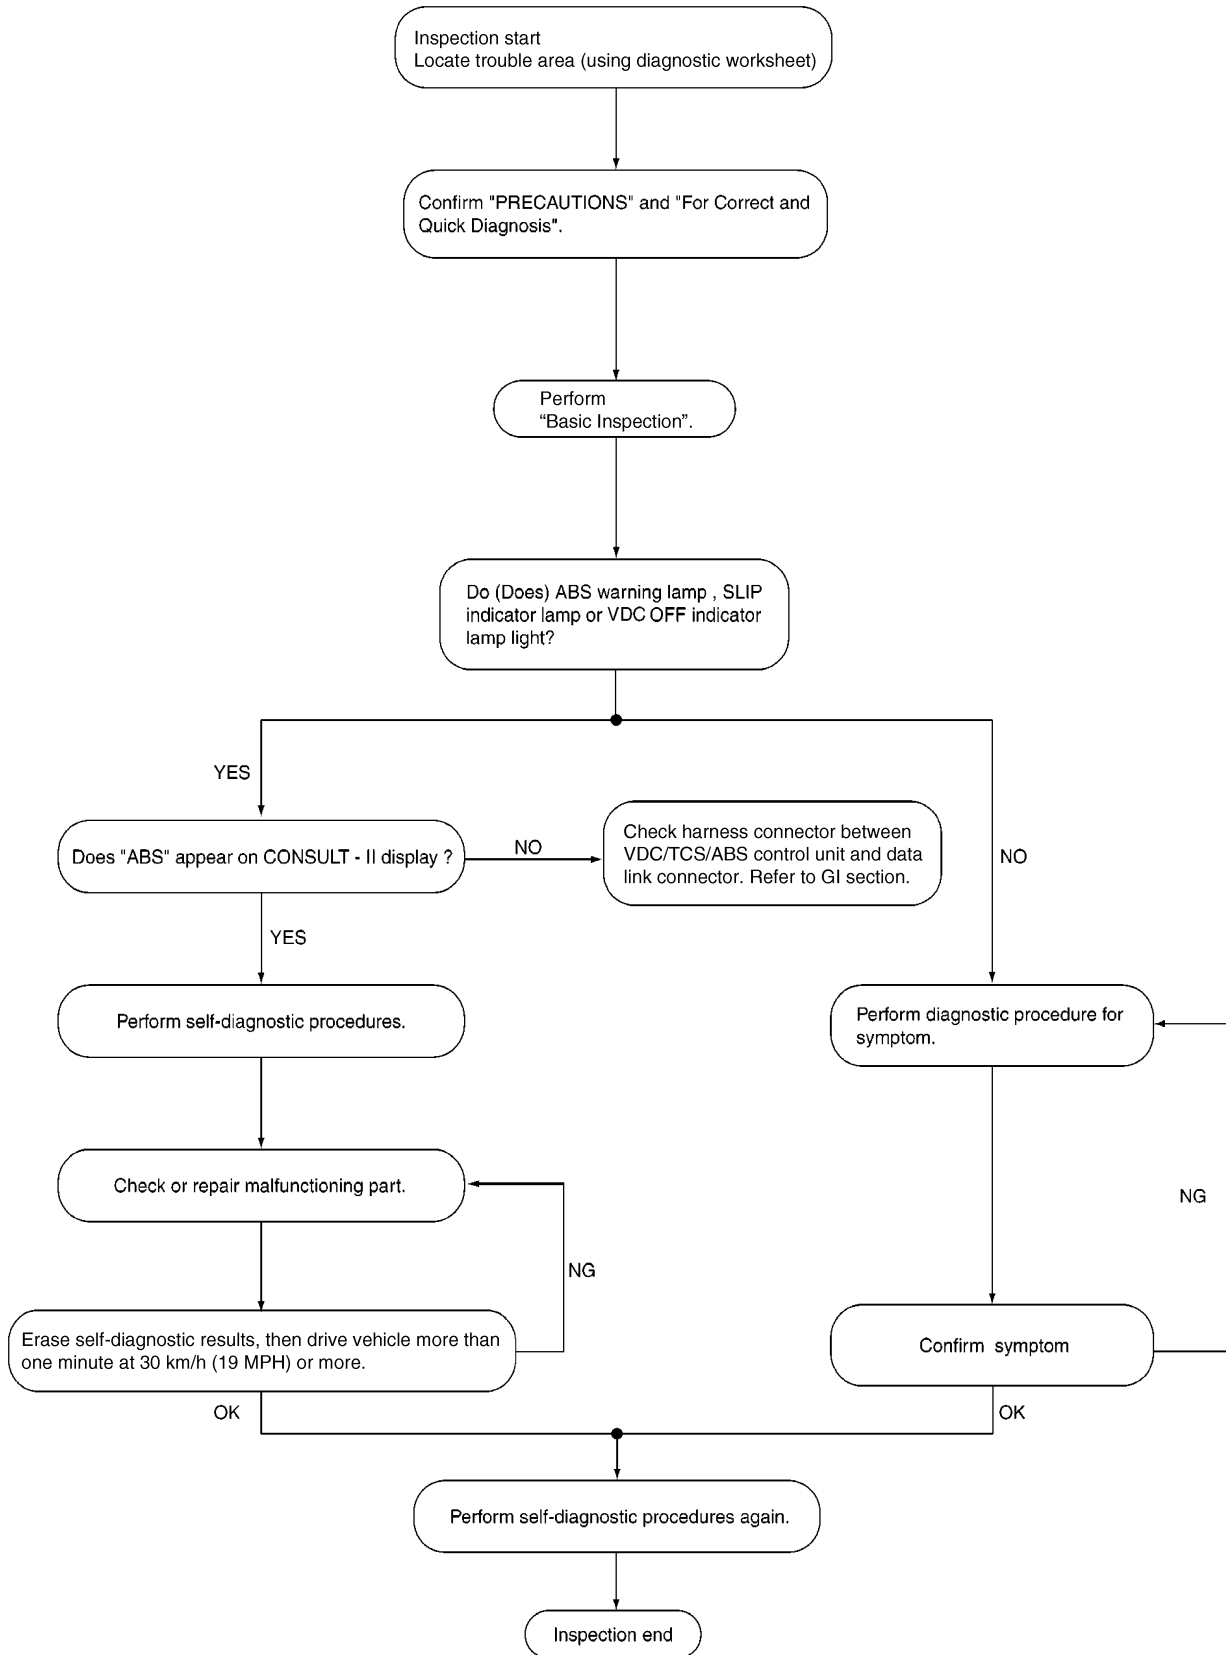 Inspection start
Locate trouble area (using diagnostic worksheet)
Confirm "PRECAUTIONS" and "For Correct and
Quick Diagnosis".
Perform
“Basic Inspection”.
Do (Does) ABS warning lamp , SLIP
indicator lamp or VDC OFF indicator
lamp light?
YES
NO
Does "ABS" appear on CONSULT - II display ?
NO
Check harness connector between
VDC/TCS/ABS control unit and data
link connector. Refer to GI section.
YES
Perform self-diagnostic procedures.
Perform diagnostic procedure for
symptom.
Check or repair malfunctioning part.
NG
NG
Erase self-diagnostic results, then drive vehicle more than
one minute at 30 km/h (19 MPH) or more.
Confirm symptom
OK
OK
Perform self-diagnostic procedures again.
Inspection end